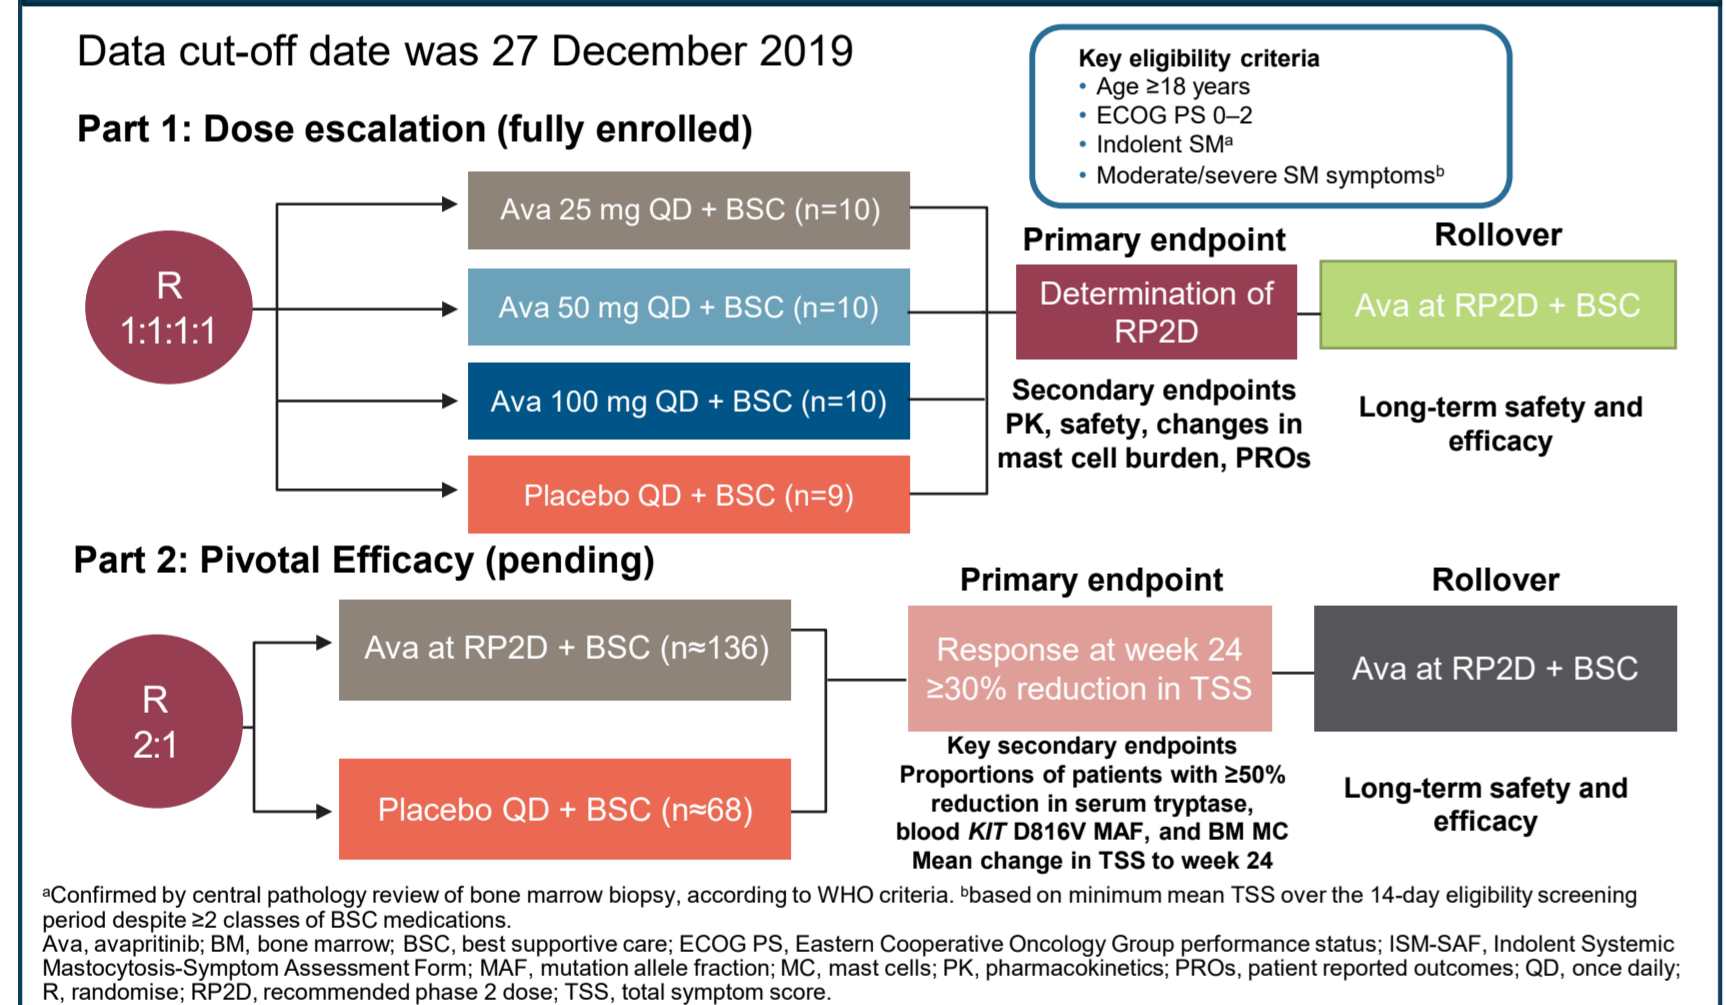 Data cut-off date was 27 December 2019
Key eligibility criteria
• Age ≥18 years
• ECOG PS 0–2
• Indolent SMᵃ
• Moderate/severe SM symptomsᵇ
Part 1: Dose escalation (fully enrolled)
R
1:1:1:1
Ava 25 mg QD + BSC (n=10)
Ava 50 mg QD + BSC (n=10)
Ava 100 mg QD + BSC (n=10)
Placebo QD + BSC (n=9)
Primary endpoint
Determination of
RP2D
Secondary endpoints
PK, safety, changes in
mast cell burden, PROs
Rollover
Ava at RP2D + BSC
Long-term safety and
efficacy
Part 2: Pivotal Efficacy (pending)
R
2:1
Ava at RP2D + BSC (n≈136)
Placebo QD + BSC (n≈68)
Primary endpoint
Response at week 24
≥30% reduction in TSS
Key secondary endpoints
Proportions of patients with ≥50%
reduction in serum tryptase,
blood KIT D816V MAF, and BM MC
Mean change in TSS to week 24
Rollover
Ava at RP2D + BSC
Long-term safety and
efficacy
ᵃConfirmed by central pathology review of bone marrow biopsy, according to WHO criteria. ᵇbased on minimum mean TSS over the 14-day eligibility screening
period despite ≥2 classes of BSC medications.
Ava, avapritinib; BM, bone marrow; BSC, best supportive care; ECOG PS, Eastern Cooperative Oncology Group performance status; ISM-SAF, Indolent Systemic
Mastocytosis-Symptom Assessment Form; MAF, mutation allele fraction; MC, mast cells; PK, pharmacokinetics; PROs, patient reported outcomes; QD, once daily;
R, randomise; RP2D, recommended phase 2 dose; TSS, total symptom score.